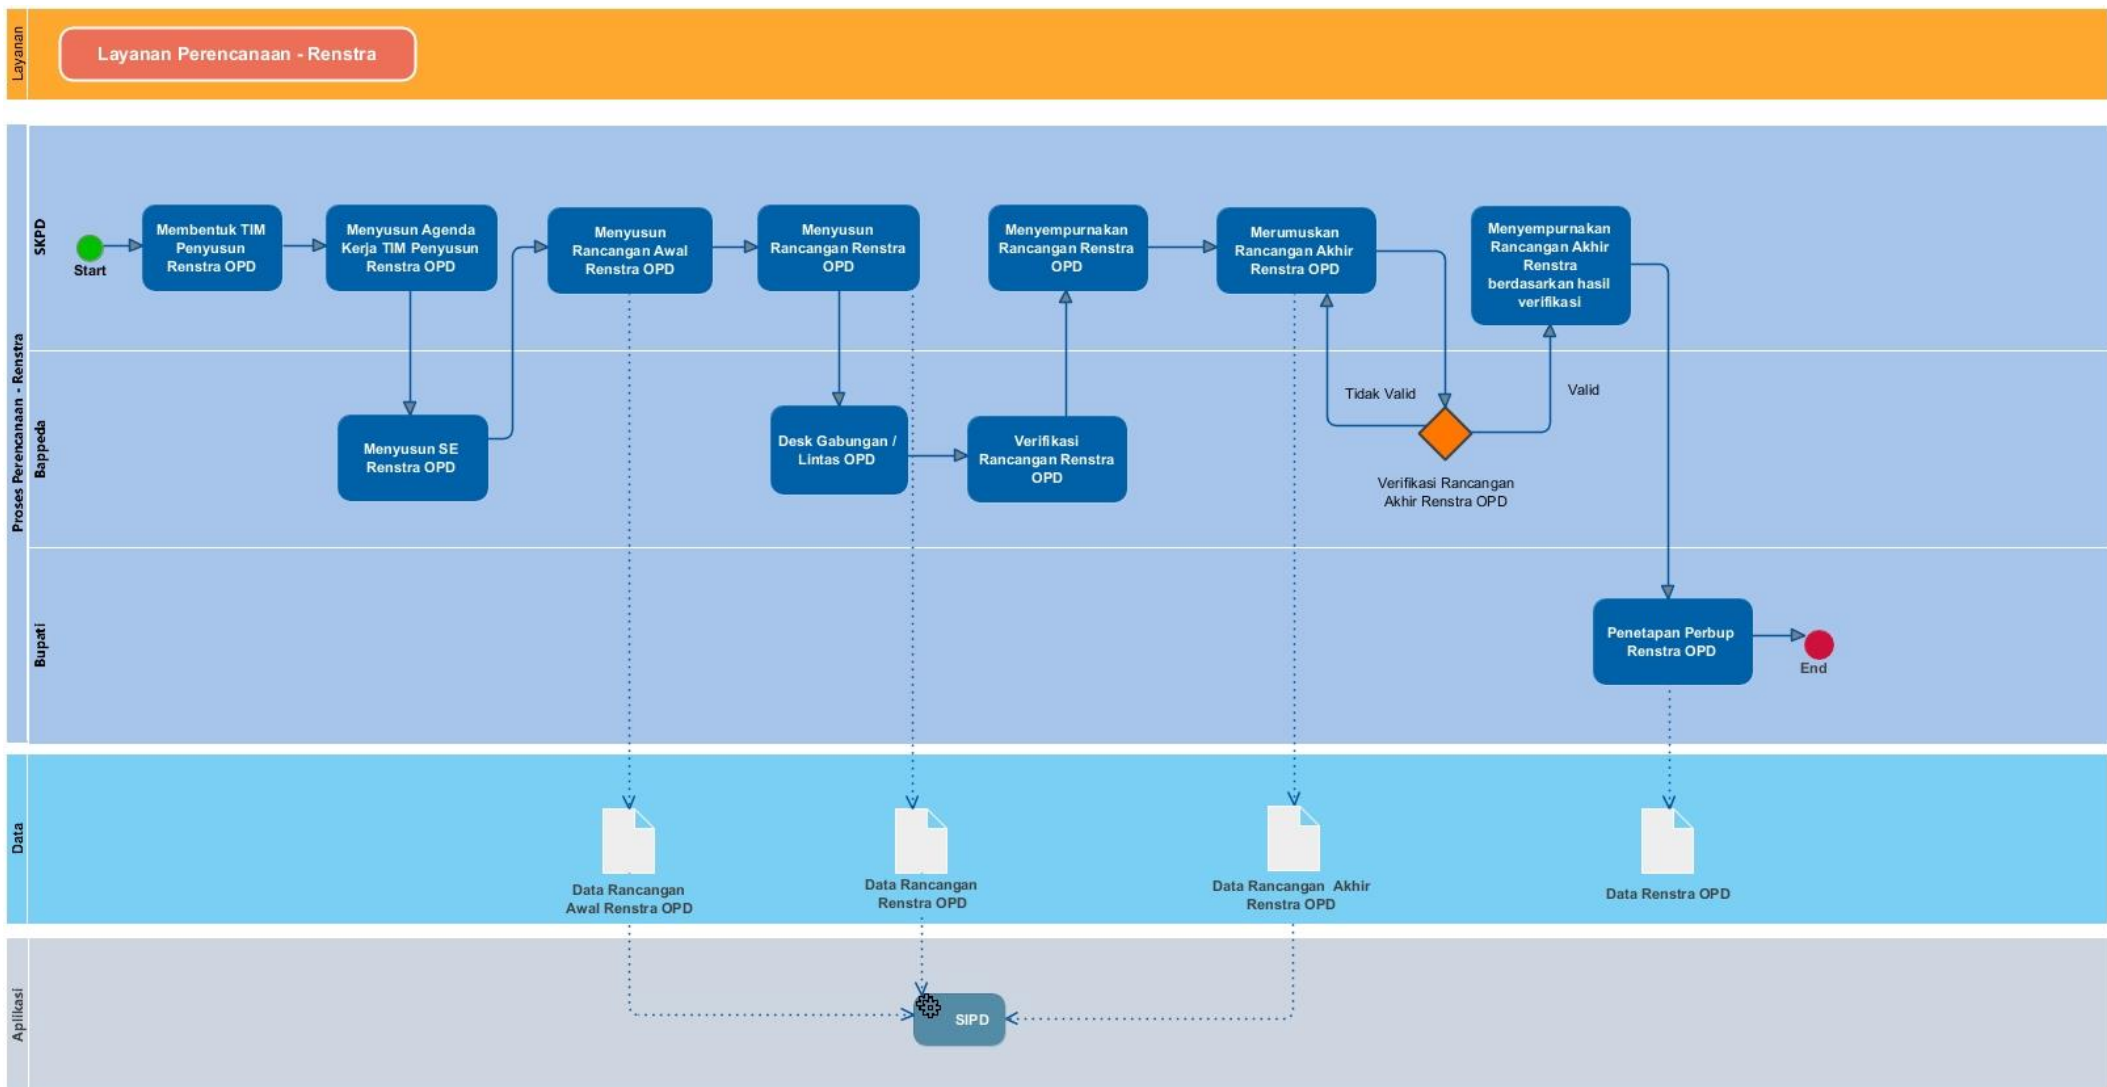 Layanan
Layanan Perencanaan - Renstra
Proses Perencanaan - Renstra
SKPD
Start
Membentuk TIM
Penyusun
Renstra OPD
Menyusun Agenda
Kerja TIM Penyusun
Renstra OPD
Menyusun
Rancangan Awal
Renstra OPD
Menyusun
Rancangan Renstra
OPD
Menyempurnakan
Rancangan Renstra
OPD
Merumuskan
Rancangan Akhir
Renstra OPD
Menyempurnakan
Rancangan Akhir
Renstra
berdasarkan hasil
verifikasi
Bappeda
Menyusun SE
Renstra OPD
Desk Gabungan /
Lintas OPD
Verifikasi
Rancangan Renstra
OPD
Tidak Valid
Valid
Verifikasi Rancangan
Akhir Renstra OPD
Bupati
Penetapan Perbup
Renstra OPD
End
Data
Data Rancangan
Awal Renstra OPD
Data Rancangan
Renstra OPD
Data Rancangan  Akhir
Renstra OPD
Data Renstra OPD
Aplikasi
SIPD